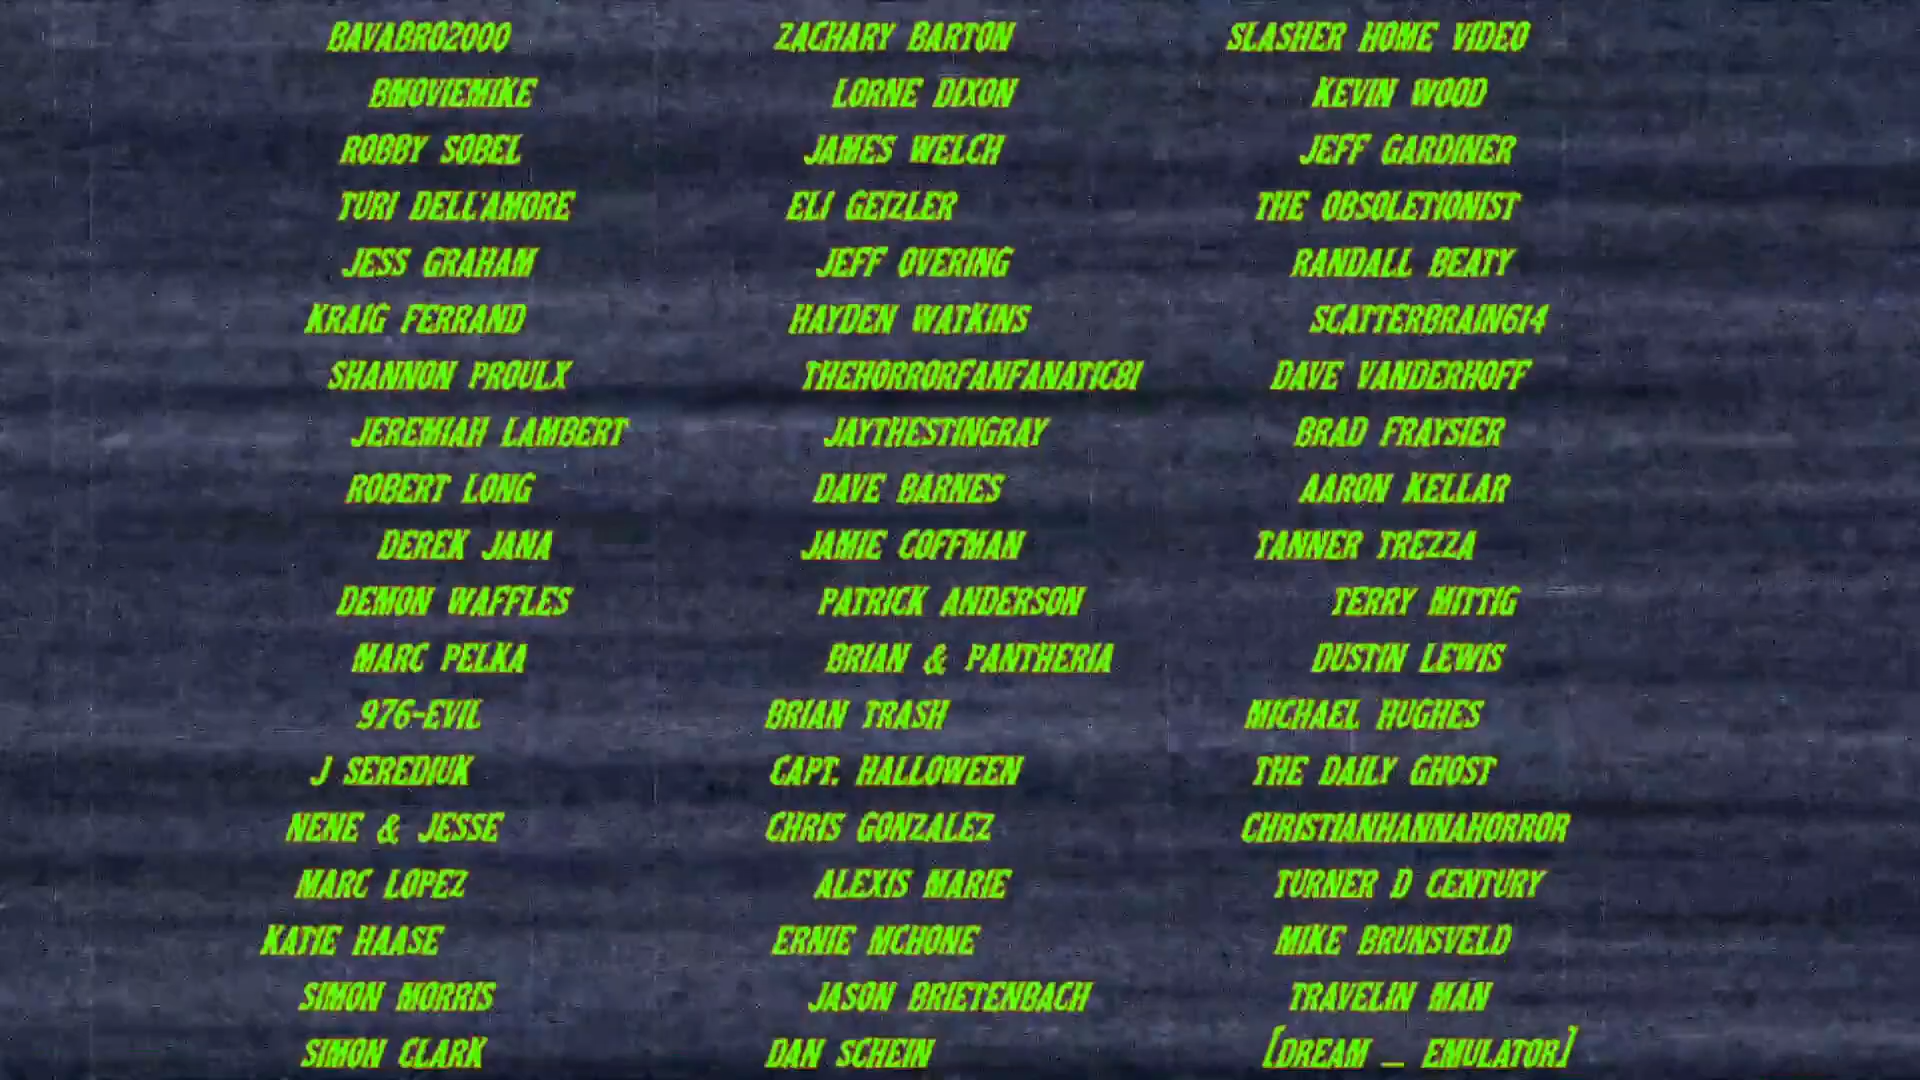 BAVABRO2000
BMOVIEMIKE
ROBBY SOBEL
TURI DELL'AMORE
JESS GRAHAM
KRAIG FERRAND
SHANNON PROULX
JEREMIAH LAMBERT
ROBERT LONG
DEREK JANA
DEMON WAFFLES
MARC PELKA
976-EVIL
J SEREDIUK
NENE & JESSE
MARC LOPEZ
KATIE HAASE
SIMON MORRIS
SIMON CLARK
ZACHARY BARTON
LORNE DIXON
JAMES WELCH
ELI GEIZLER
JEFF OVERING
HAYDEN WATKINS
THEHORRORFANFANATIC81
JAYTHESTINGRAY
DAVE BARNES
JAMIE COFFMAN
PATRICK ANDERSON
BRIAN & PANTHERIA
BRIAN TRASH
CAPT. HALLOWEEN
CHRIS GONZALEZ
ALEXIS MARIE
ERNIE MCHONE
JASON BRIETENBACH
DAN SCHEIN
SLASHER HOME VIDEO
KEVIN WOOD
JEFF GARDINER
THE OBSOLETIONIST
RANDALL BEATY
SCATTERBRAIN614
DAVE VANDERHOFF
BRAD FRAYSIER
AARON KELLAR
TANNER TREZZA
TERRY MITTIG
DUSTIN LEWIS
MICHAEL HUGHES
THE DAILY GHOST
CHRISTIANHANNAHORROR
TURNER D CENTURY
MIKE BRUNSVELD
TRAVELIN MAN
[DREAM _ EMULATOR]